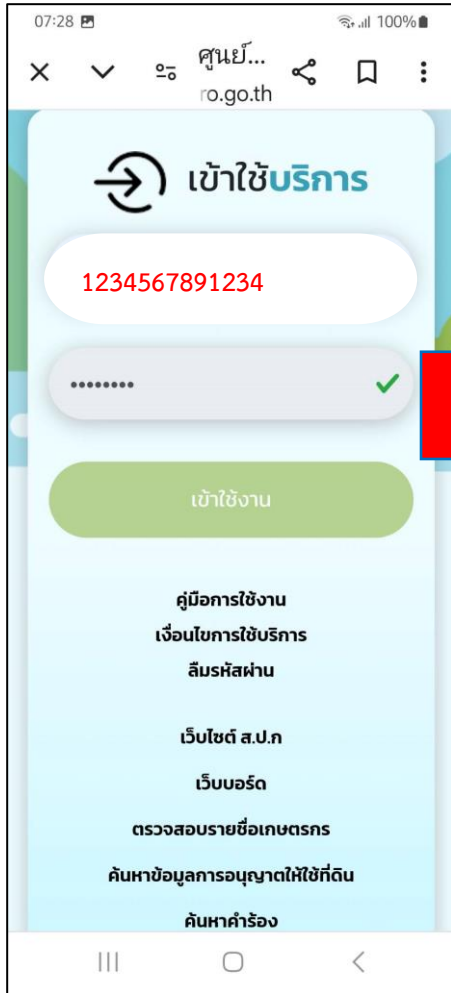 07:28 100%
ศูนย์...
ro.go.th
เข้าใช้บริการ
1234567891234
••••••••
เข้าใช้งาน
คู่มือการใช้งาน
เงื่อนไขการใช้บริการ
ลืมรหัสผ่าน
เว็บไซต์ ส.ป.ก
เว็บบอร์ด
ตรวจสอบรายชื่อเกษตรกร
ค้นหาข้อมูลการอนุญาตให้ใช้ที่ดิน
ค้นหาคำร้อง